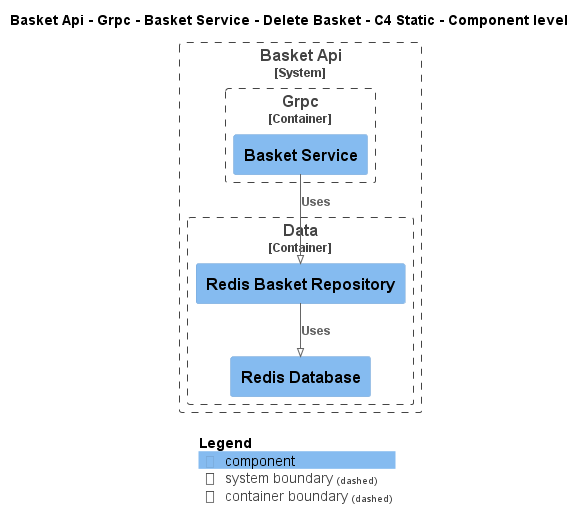 Basket Api - Grpc - Basket Service - Delete Basket - C4 Static - Component level
Basket Api
[System]
Grpc
[Container]
Basket Service
Uses
Data
[Container]
Redis Basket Repository
Uses
Redis Database
Legend
component
system boundary (dashed)
container boundary (dashed)